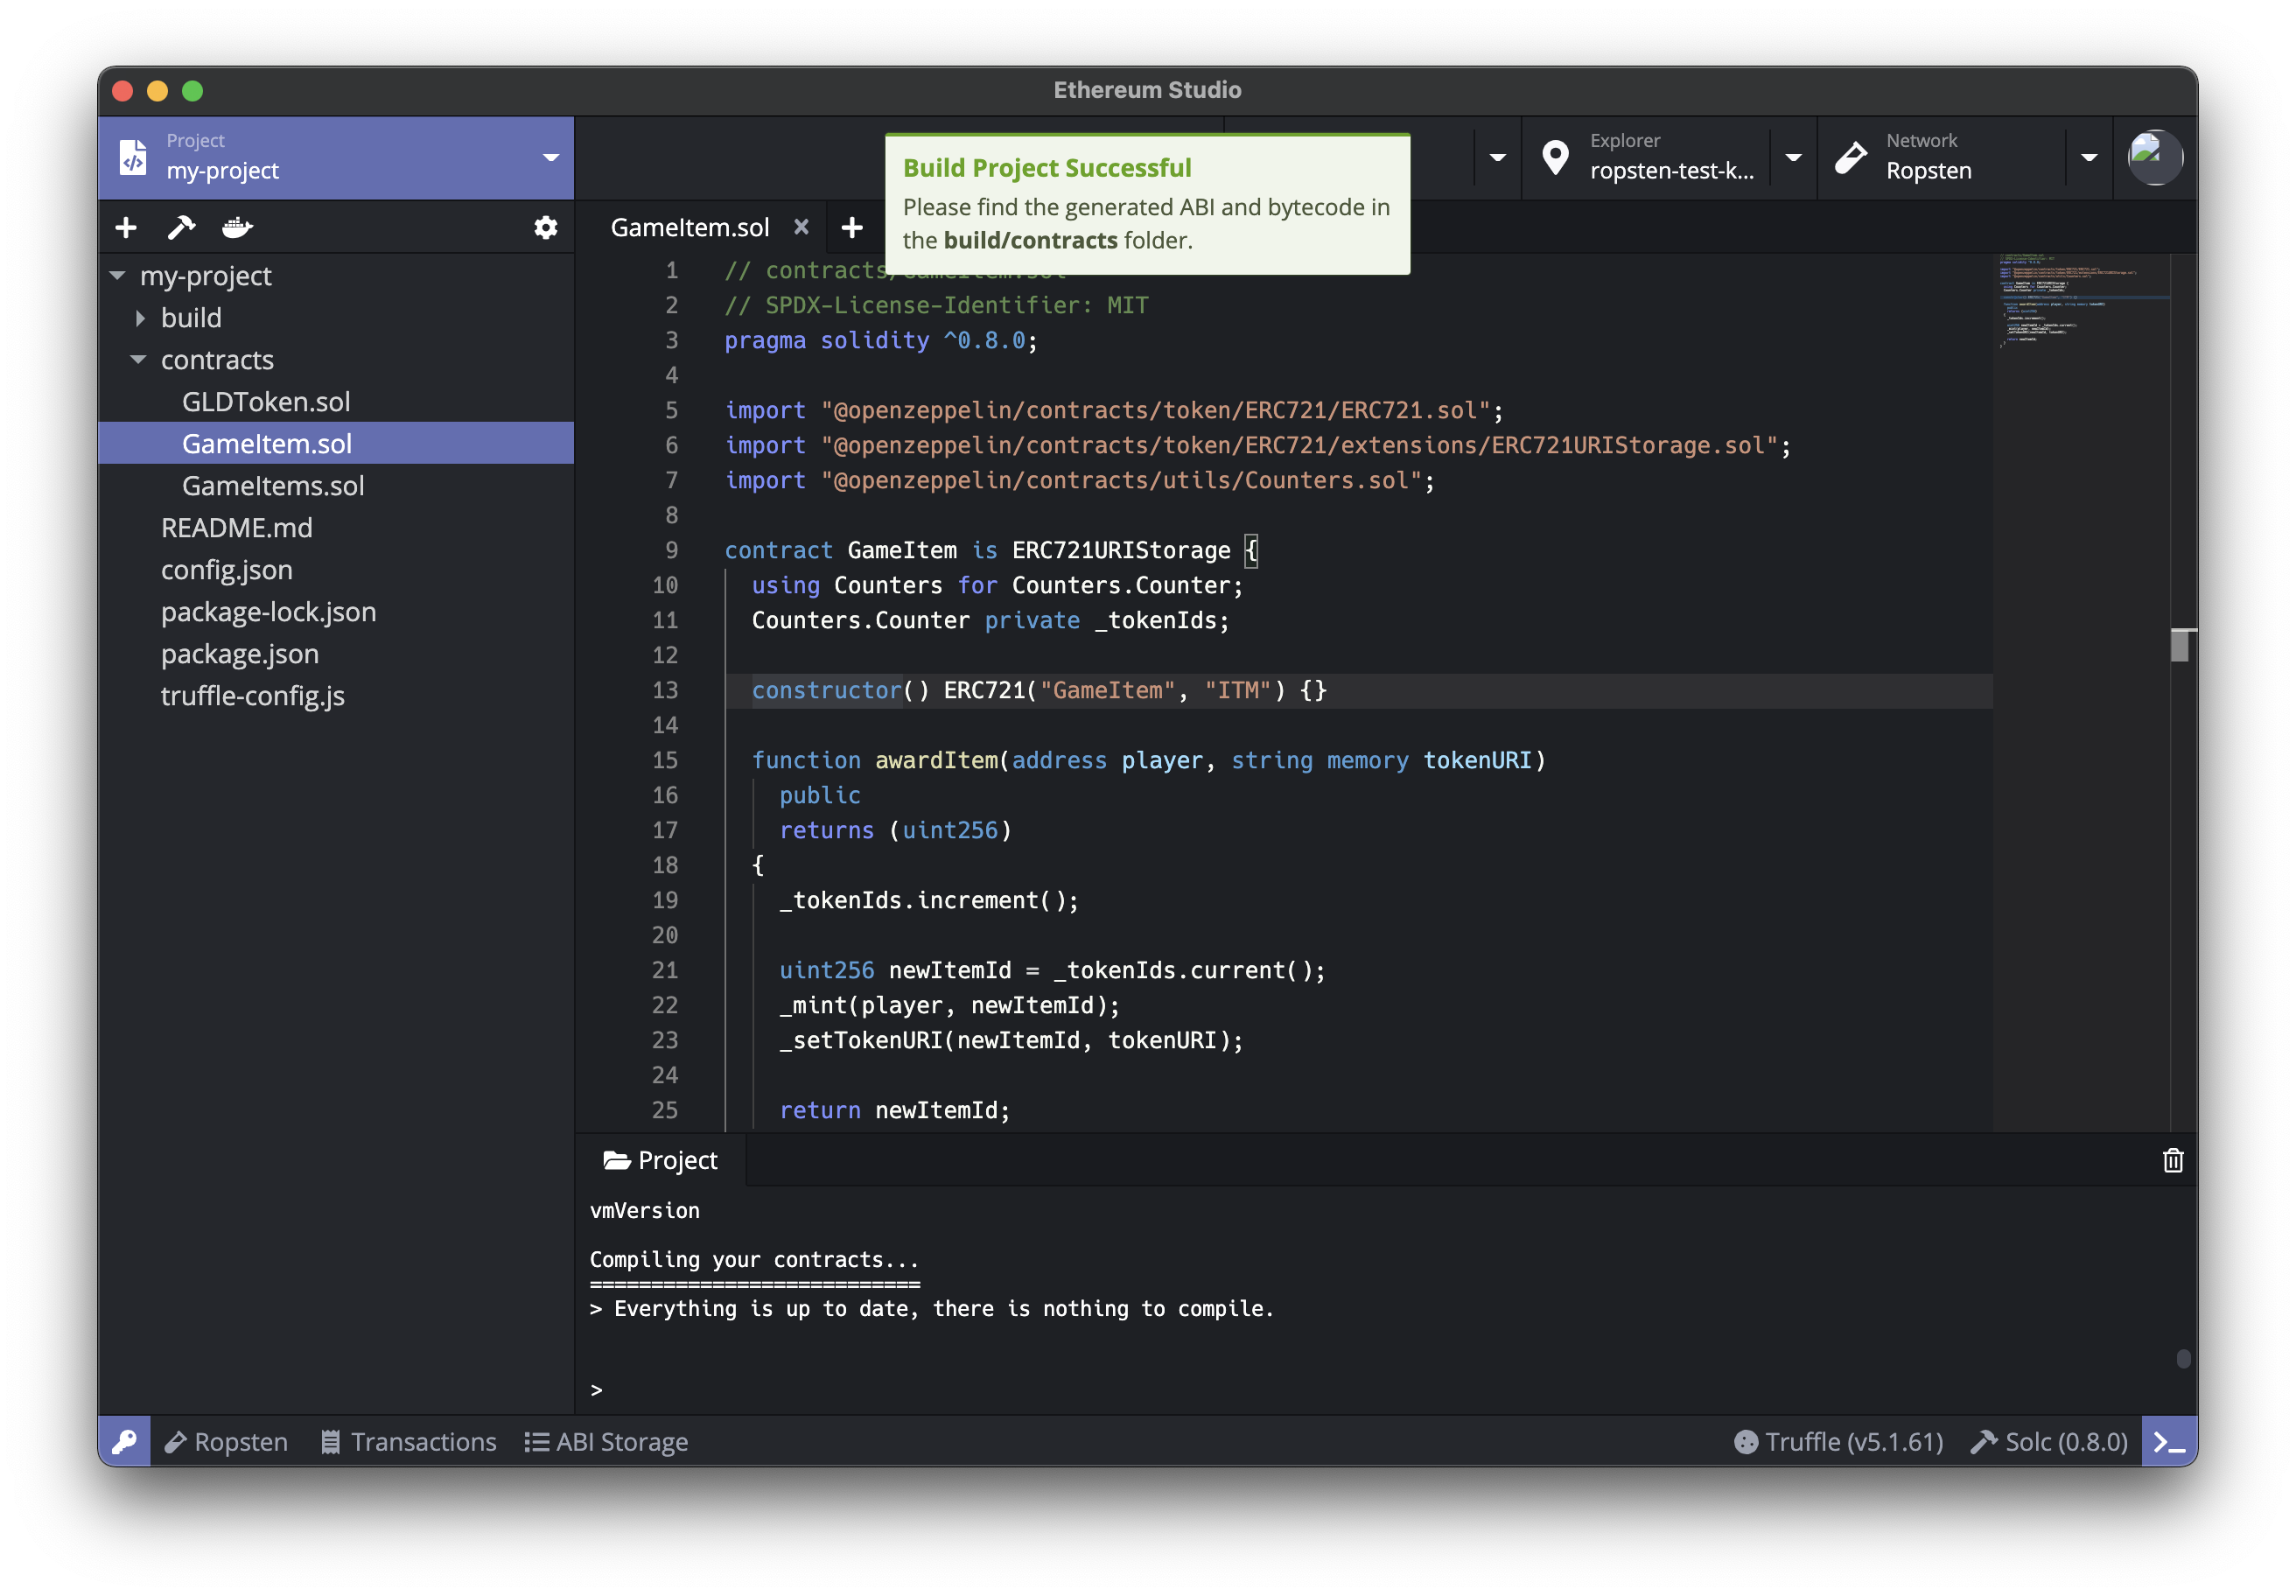 Ethereum Studio
Project
my-project
Build Project Successful
Please find the generated ABI and bytecode in
the build/contracts folder.
Explorer
ropsten-test-k...
Network
Ropsten
my-project
build
contracts
GLDToken.sol
GameItem.sol
GameItems.sol
README.md
config.json
package-lock.json
package.json
truffle-config.js
GameItem.sol
1 // contracts/GameItem.sol
2 // SPDX-License-Identifier: MIT
3 pragma solidity ^0.8.0;
4
5 import "@openzeppelin/contracts/token/ERC721/ERC721.sol";
6 import "@openzeppelin/contracts/token/ERC721/extensions/ERC721URIStorage.sol";
7 import "@openzeppelin/contracts/utils/Counters.sol";
8
9 contract GameItem is ERC721URIStorage {
10 using Counters for Counters.Counter;
11 Counters.Counter private _tokenIds;
12
13 constructor() ERC721("GameItem", "ITM") {}
14
15 function awardItem(address player, string memory tokenURI)
16 public
17 returns (uint256)
18 {
19 _tokenIds.increment();
20
21 uint256 newItemId = _tokenIds.current();
22 _mint(player, newItemId);
23 _setTokenURI(newItemId, tokenURI);
24
25 return newItemId;
Project
vmVersion
Compiling your contracts...
===========================
> Everything is up to date, there is nothing to compile.
>
Ropsten
Transactions
ABI Storage
Truffle (v5.1.61)
Solc (0.8.0)